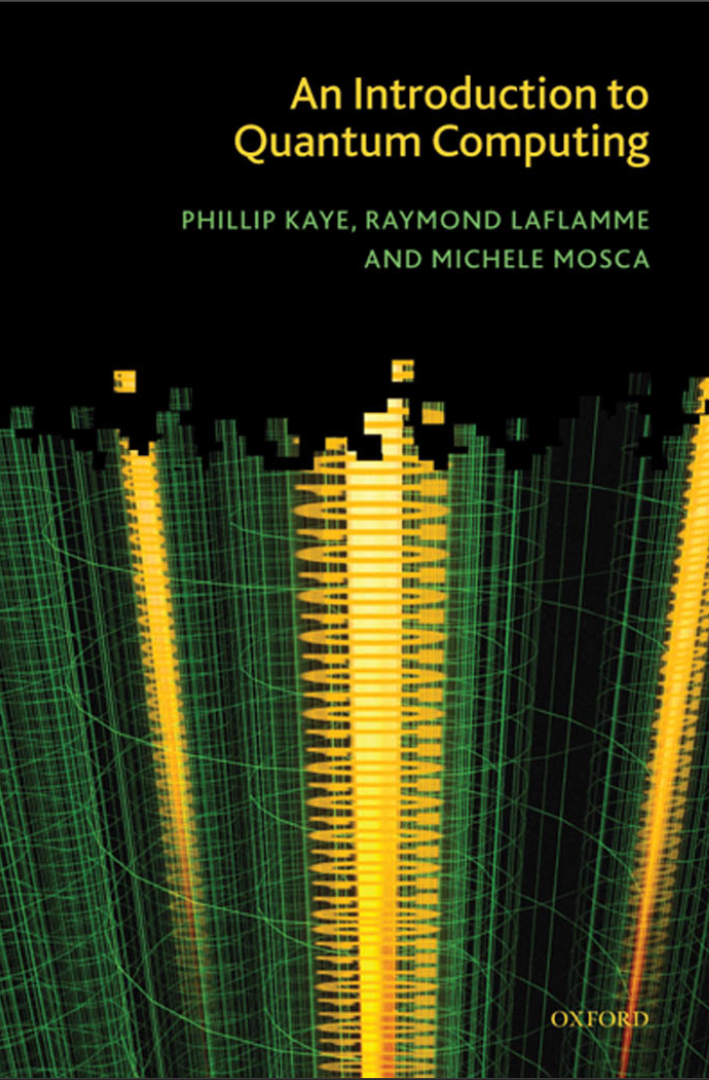 An Introduction to
Quantum Computing
PHILLIP KAYE, RAYMOND LAFLAMME
AND MICHELE MOSCA
OXFORD